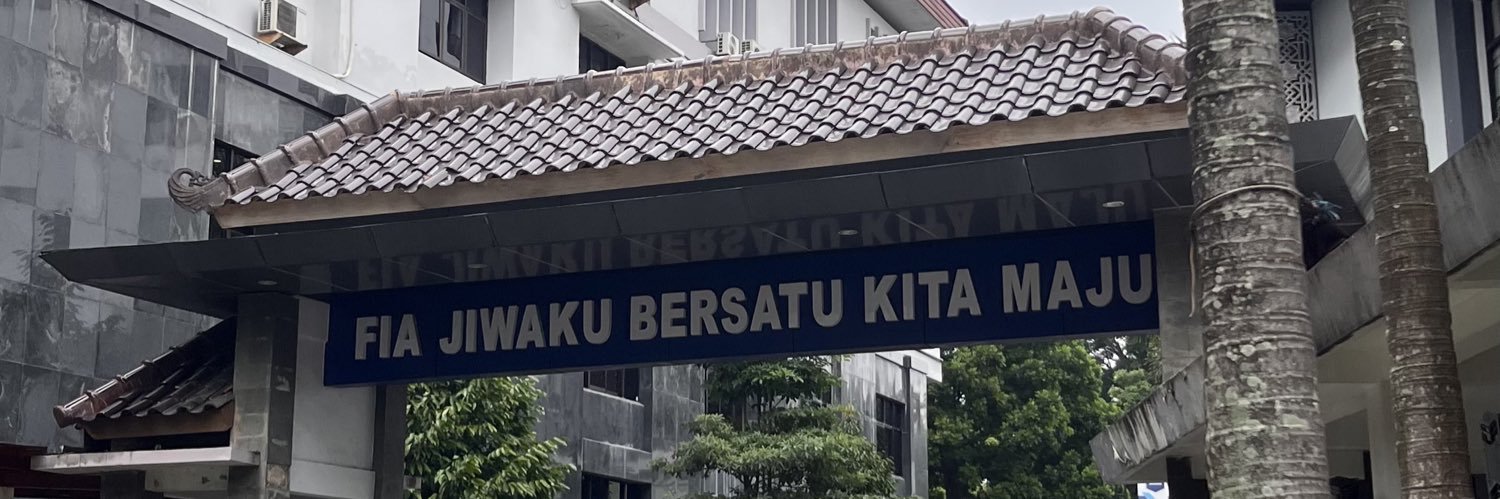 FIA JIWAKU BERSATU KITA MAJU